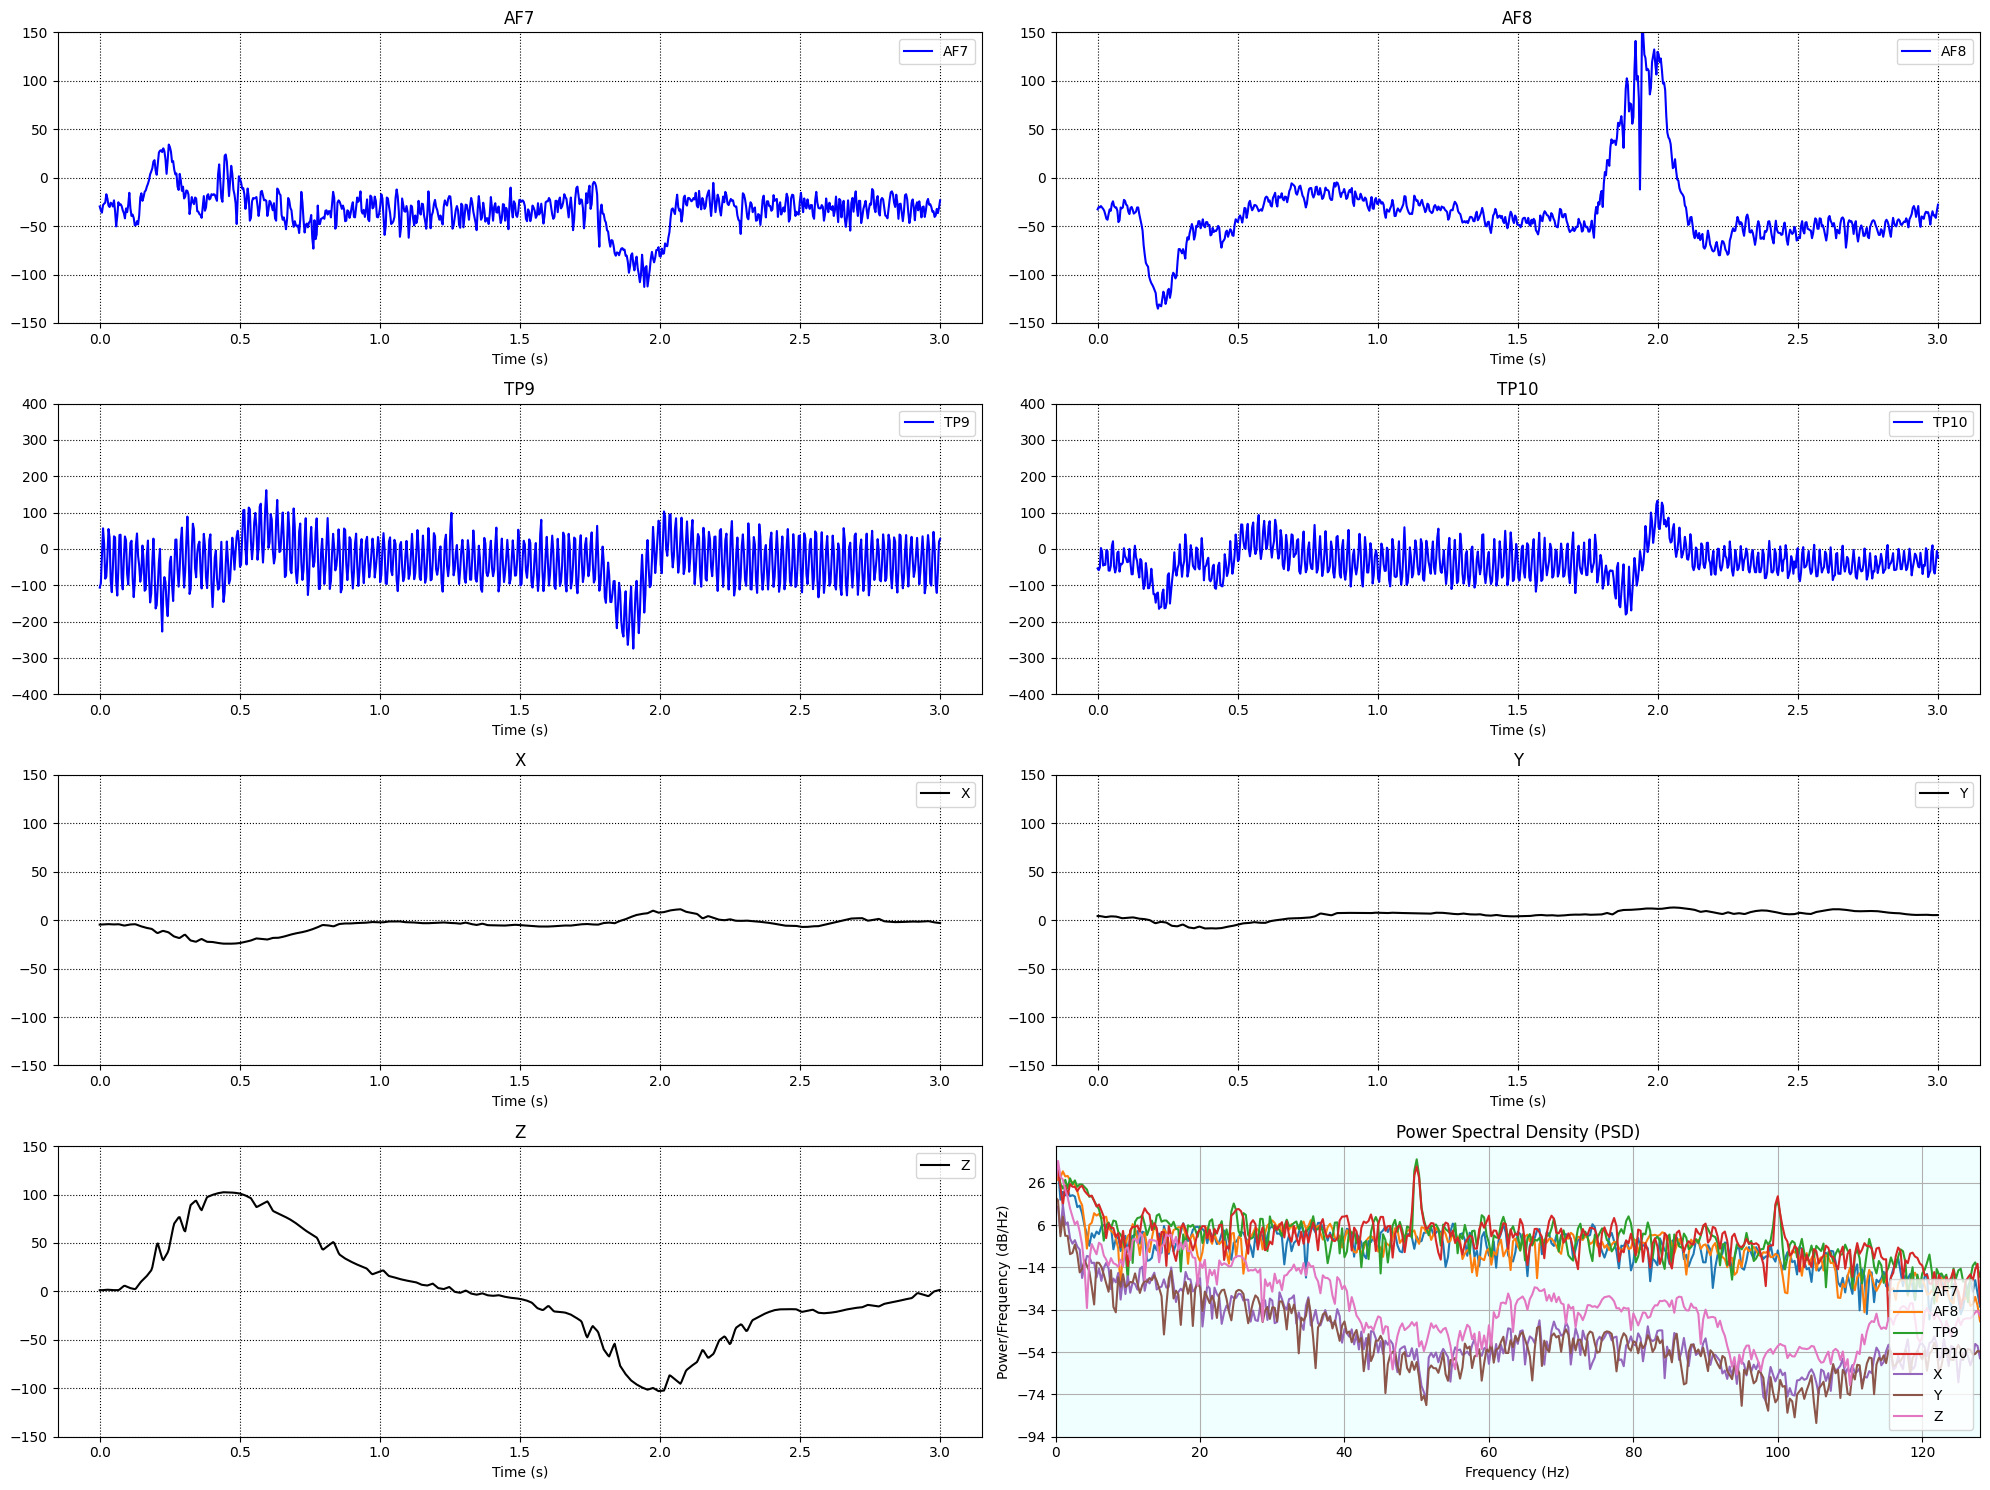 AF7
150
100
50
0
−50
−100
−150
AF7
0.0 0.5 1.0 1.5 2.0 2.5 3.0
Time (s)
AF8
150
100
50
0
−50
−100
−150
AF8
0.0 0.5 1.0 1.5 2.0 2.5 3.0
Time (s)
TP9
400
300
200
100
0
−100
−200
−300
−400
TP9
0.0 0.5 1.0 1.5 2.0 2.5 3.0
Time (s)
TP10
400
300
200
100
0
−100
−200
−300
−400
TP10
0.0 0.5 1.0 1.5 2.0 2.5 3.0
Time (s)
X
150
100
50
0
−50
−100
−150
X
0.0 0.5 1.0 1.5 2.0 2.5 3.0
Time (s)
Y
150
100
50
0
−50
−100
−150
Y
0.0 0.5 1.0 1.5 2.0 2.5 3.0
Time (s)
Z
150
100
50
0
−50
−100
−150
Z
0.0 0.5 1.0 1.5 2.0 2.5 3.0
Time (s)
Power Spectral Density (PSD)
Power/Frequency (dB/Hz)
26
6
−14
−34
−54
−74
−94
AF7
AF8
TP9
TP10
X
Y
Z
0 20 40 60 80 100 120
Frequency (Hz)